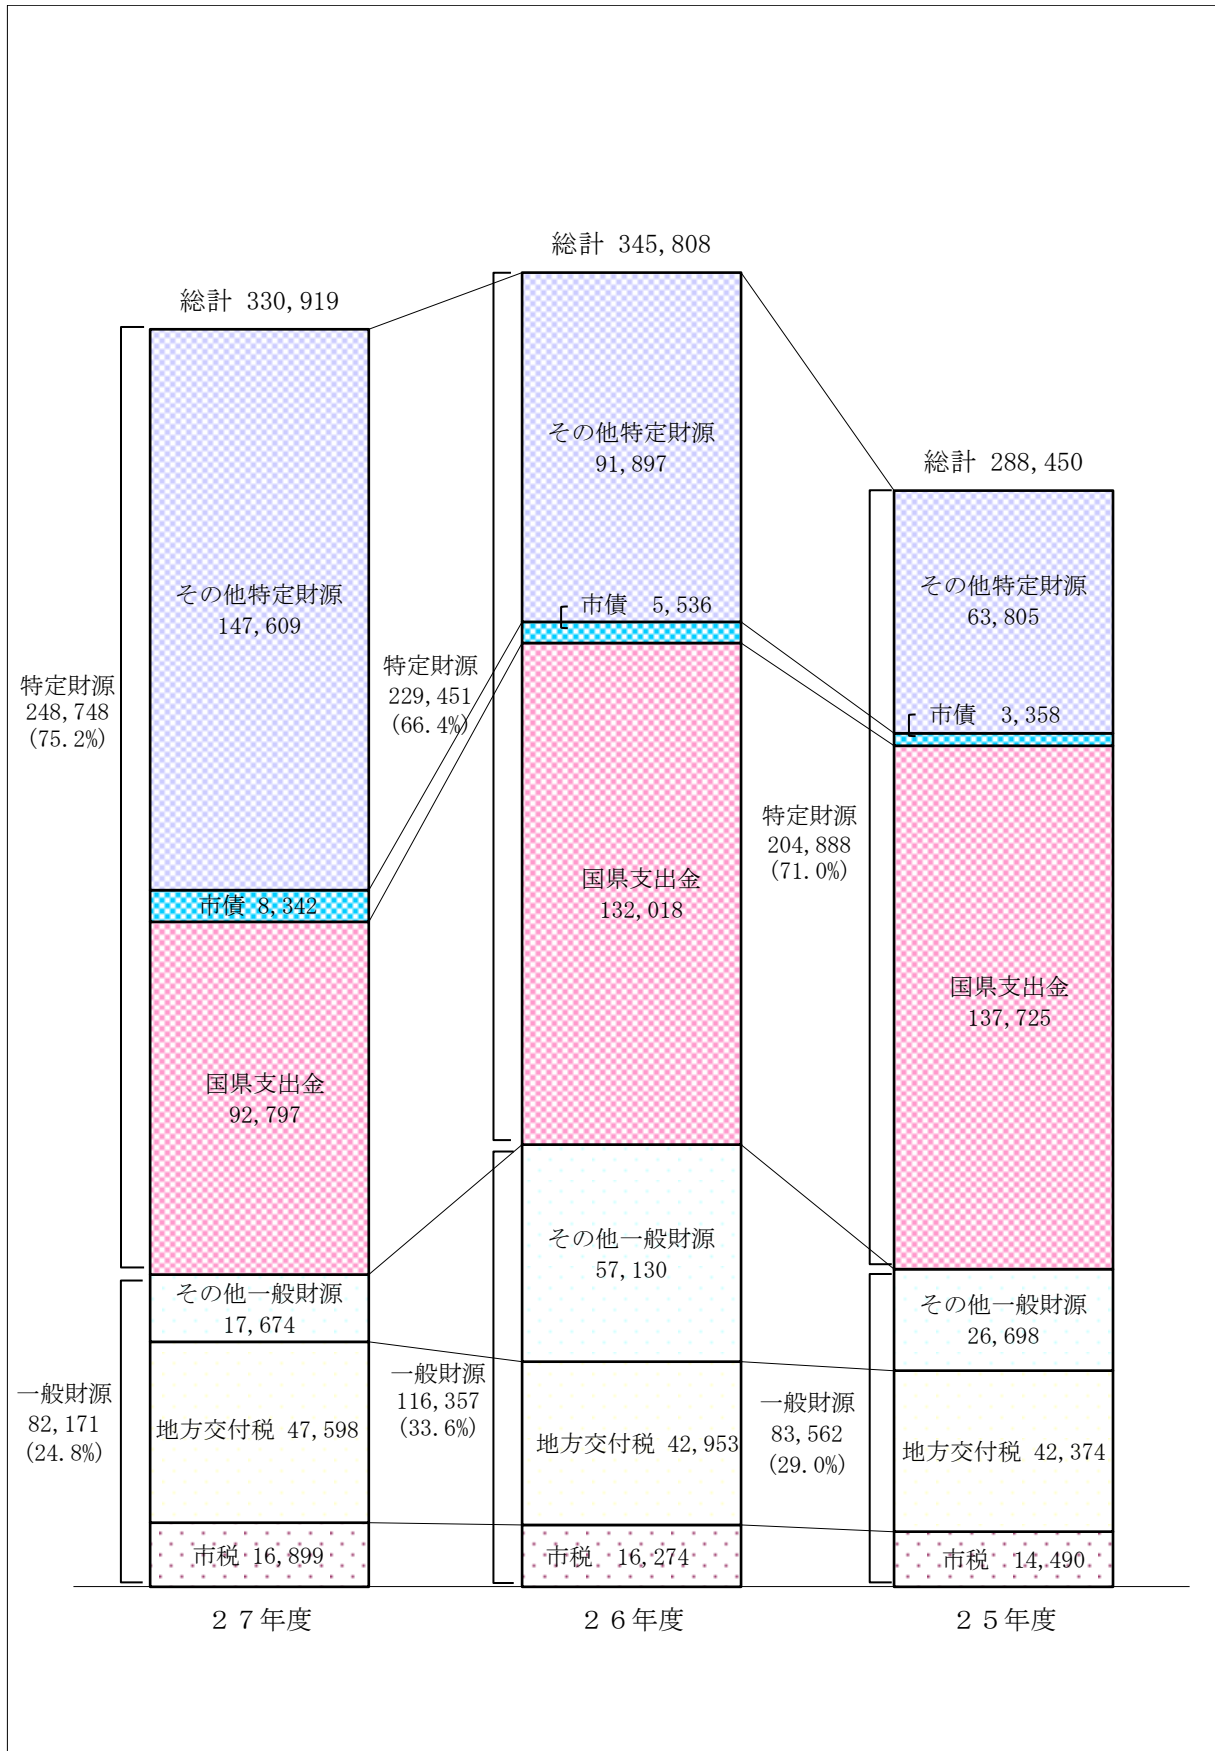 総計 330,919
その他特定財源
147,609
市債 8,342
国県支出金
92,797
その他一般財源
17,674
地方交付税 47,598
市税 16,899
特定財源
248,748
(75.2%)
一般財源
82,171
(24.8%)
27年度
総計 345,808
その他特定財源
91,897
市債 5,536
国県支出金
132,018
その他一般財源
57,130
地方交付税 42,953
市税 16,274
特定財源
229,451
(66.4%)
一般財源
116,357
(33.6%)
26年度
総計 288,450
その他特定財源
63,805
市債 3,358
国県支出金
137,725
その他一般財源
26,698
地方交付税 42,374
市税 14,490
特定財源
204,888
(71.0%)
一般財源
83,562
(29.0%)
25年度